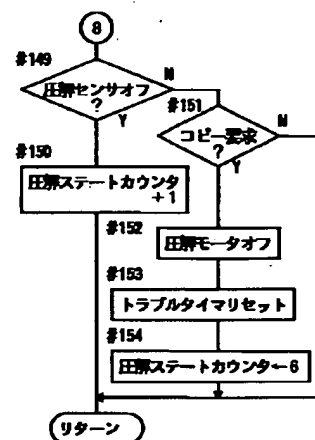 8
#149
圧解センサオフ
?
N
Y
#151
コピー要求
?
N
Y
#150
圧解ステートカウンタ
+1
#152
圧解モータオフ
#153
トラブルタイマリセット
#154
圧解ステートカウンタ←6
リターン